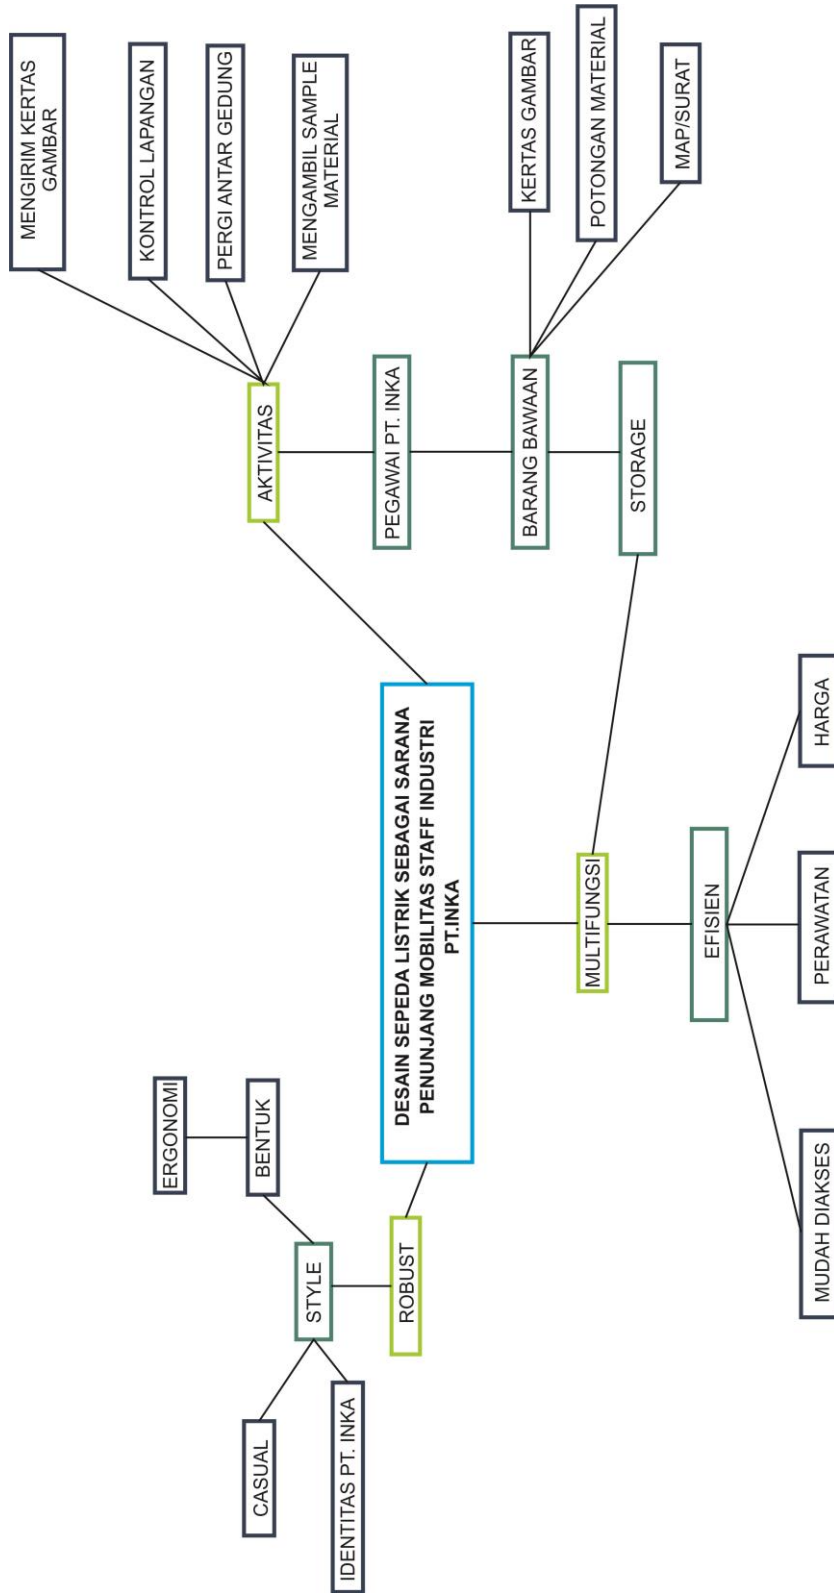 MENGIRIM KERTAS
GAMBAR
KONTROL LAPANGAN
PERGI ANTAR GEDUNG
MENGAMBIL SAMPLE
MATERIAL
AKTIVITAS
PEGAWAI PT. INKA
BARANG BAWAAN
KERTAS GAMBAR
POTONGAN MATERIAL
MAP/SURAT
STORAGE
DESAIN SEPEDA LISTRIK SEBAGAI SARANA
PENUNJANG MOBILITAS STAFF INDUSTRI
PT.INKA
ERGONOMI
BENTUK
STYLE
CASUAL
IDENTITAS PT. INKA
ROBUST
MULTIFUNGSI
EFISIEN
MUDAH DIAKSES
PERAWATAN
HARGA